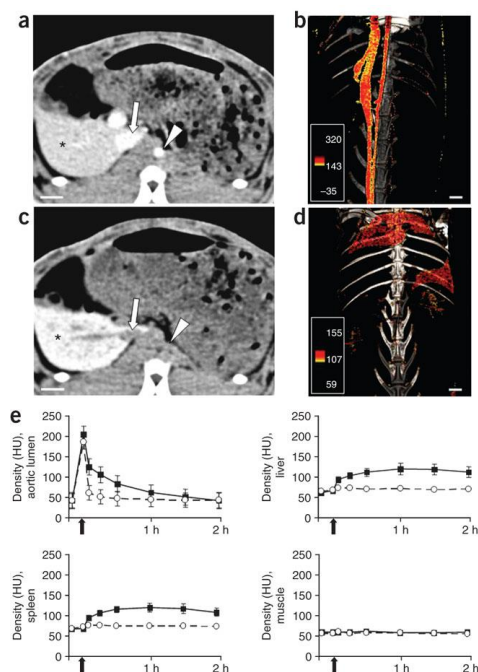 a
b
*
320
143
–35
c
d
*
155
107
59
e
Density (HU),
aortic lumen
250
200
150
100
50
0
1 h
2 h
Density (HU),
liver
250
200
150
100
50
0
1 h
2 h
Density (HU),
spleen
250
200
150
100
50
0
1 h
2 h
Density (HU),
muscle
250
200
150
100
50
0
1 h
2 h